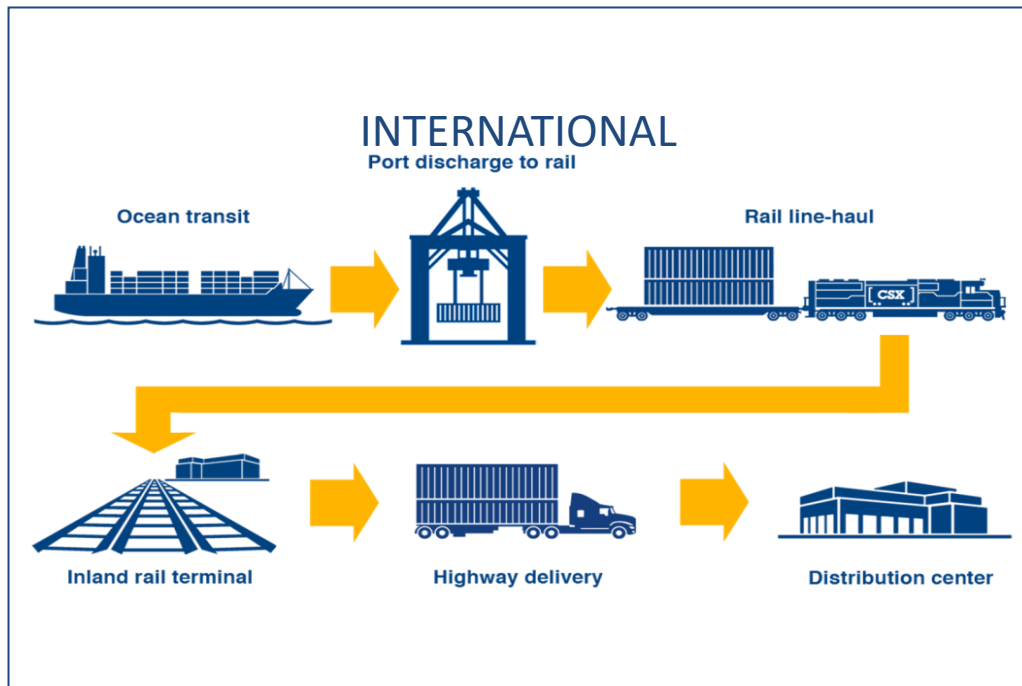 INTERNATIONAL
Port discharge to rail
Ocean transit
Rail line-haul
CSX
Inland rail terminal
Highway delivery
Distribution center